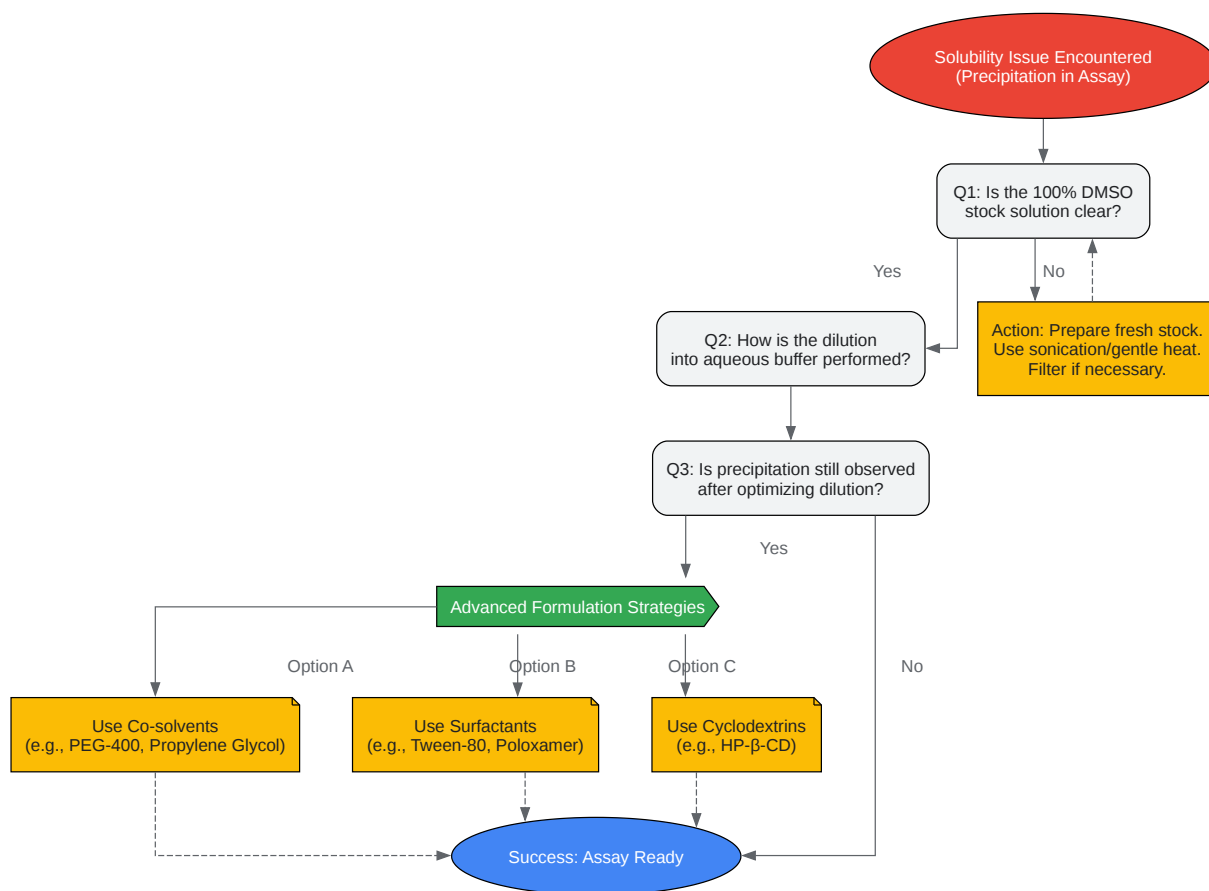 Solubility Issue Encountered
(Precipitation in Assay)
Q1: Is the 100% DMSO
stock solution clear?
Yes
No
Action: Prepare fresh stock.
Use sonication/gentle heat.
Filter if necessary.
Q2: How is the dilution
into aqueous buffer performed?
Q3: Is precipitation still observed
after optimizing dilution?
Yes
Advanced Formulation Strategies
Option A
Option B
Option C
No
Use Co-solvents
(e.g., PEG-400, Propylene Glycol)
Use Surfactants
(e.g., Tween-80, Poloxamer)
Use Cyclodextrins
(e.g., HP-β-CD)
Success: Assay Ready